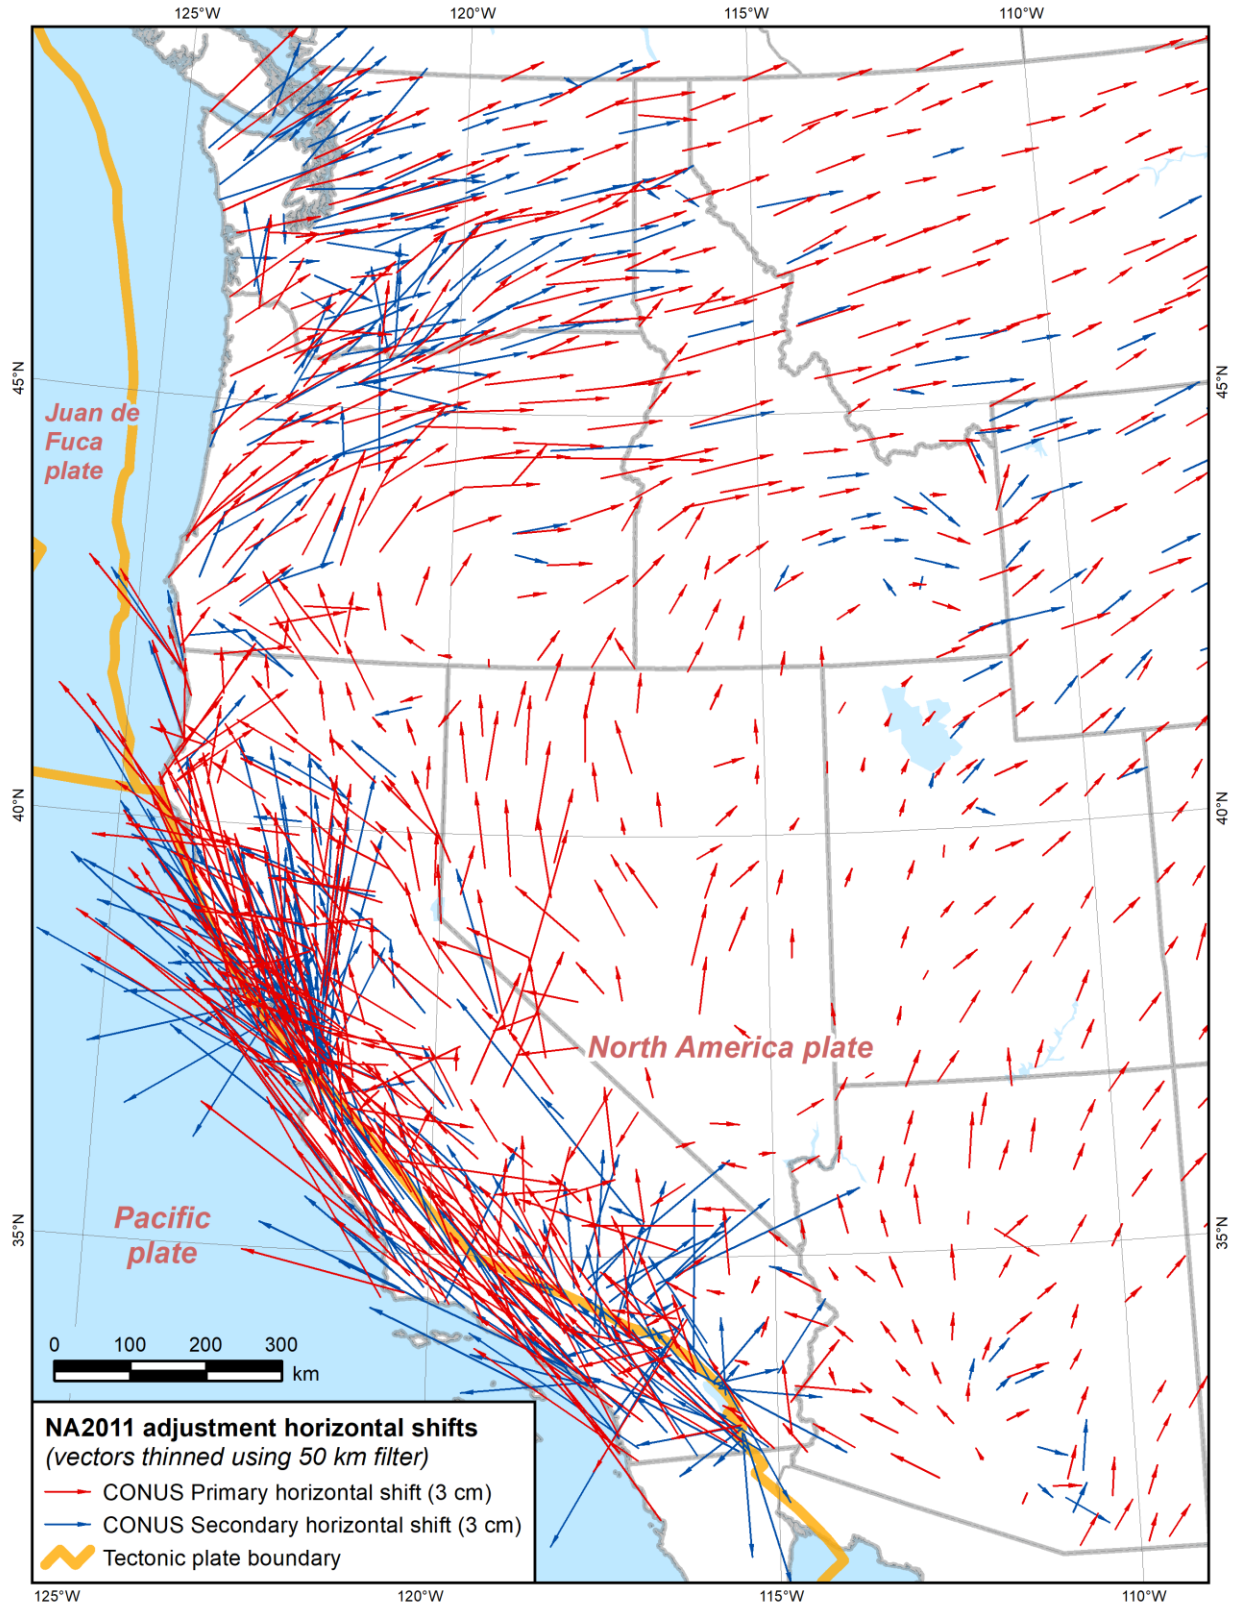 125°W 120°W 115°W 110°W
45°N
45°N
Juan de
Fuca
plate
40°N
40°N
North America plate
Pacific
plate
35°N
35°N
0 100 200 300
km
NA2011 adjustment horizontal shifts
(vectors thinned using 50 km filter)
CONUS Primary horizontal shift (3 cm)
CONUS Secondary horizontal shift (3 cm)
Tectonic plate boundary
125°W 120°W 115°W 110°W